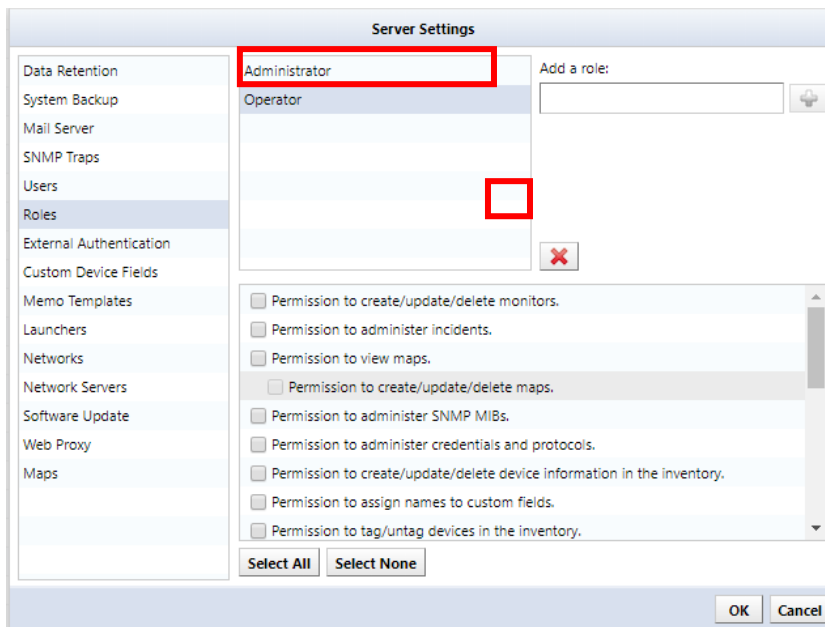 Server Settings
Data Retention
System Backup
Mail Server
SNMP Traps
Users
Roles
External Authentication
Custom Device Fields
Memo Templates
Launchers
Networks
Network Servers
Software Update
Web Proxy
Maps
Administrator
Operator
Add a role:
Permission to create/update/delete monitors.
Permission to administer incidents.
Permission to view maps.
Permission to create/update/delete maps.
Permission to administer SNMP MIBs.
Permission to administer credentials and protocols.
Permission to create/update/delete device information in the inventory.
Permission to assign names to custom fields.
Permission to tag/untag devices in the inventory.
Select All
Select None
OK
Cancel